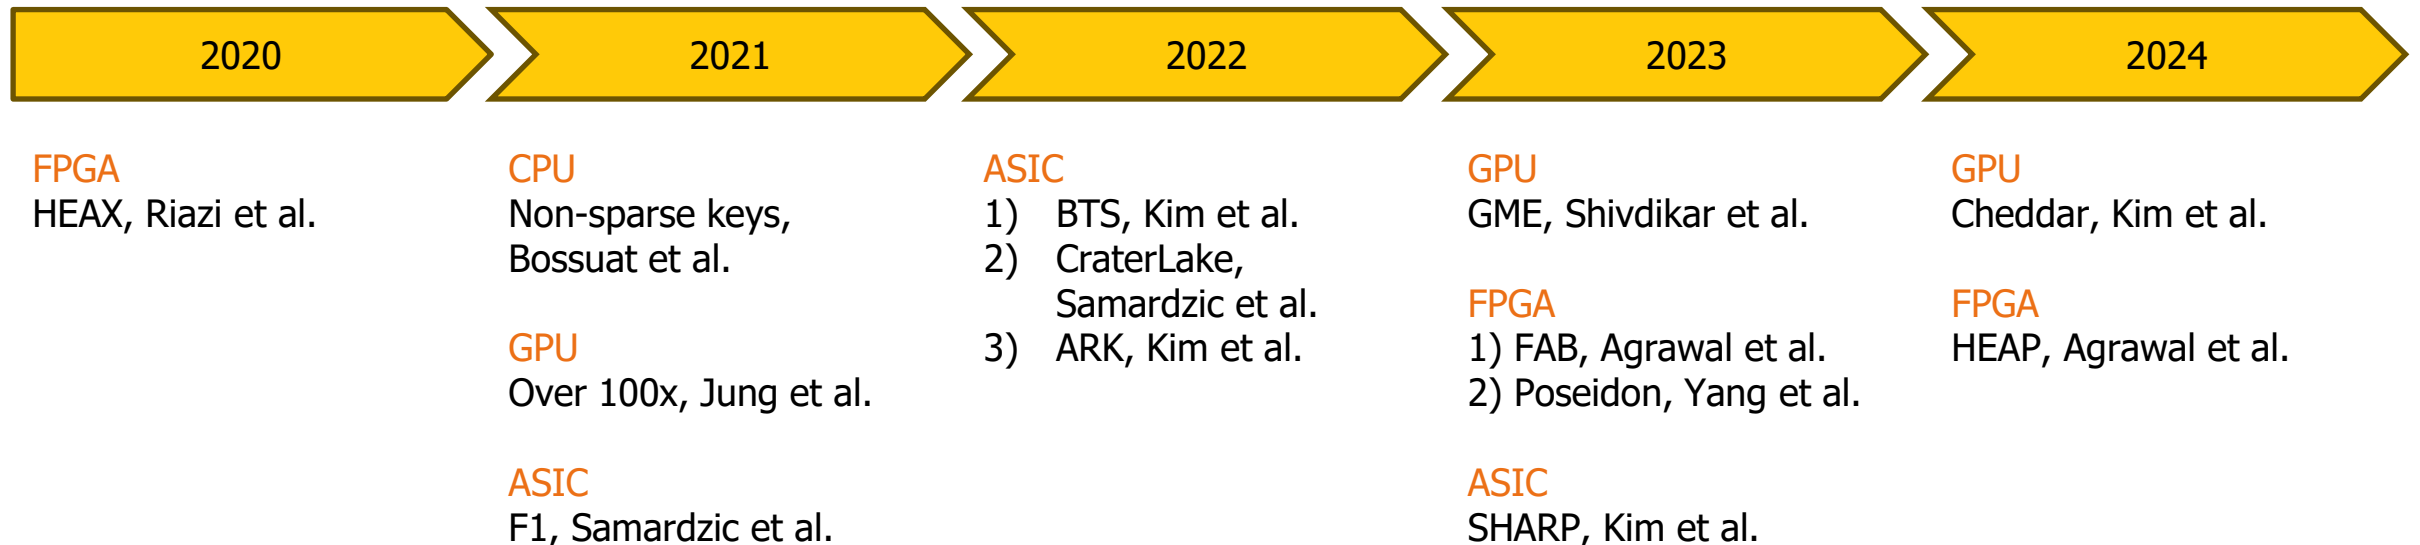 2020
2021
2022
2023
2024
FPGA
HEAX, Riazi et al.
CPU
Non-sparse keys,
Bossuat et al.
GPU
Over 100x, Jung et al.
ASIC
F1, Samardzic et al.
ASIC
1) BTS, Kim et al.
2) CraterLake,
Samardzic et al.
3) ARK, Kim et al.
GPU
GME, Shivdikar et al.
FPGA
1) FAB, Agrawal et al.
2) Poseidon, Yang et al.
ASIC
SHARP, Kim et al.
GPU
Cheddar, Kim et al.
FPGA
HEAP, Agrawal et al.